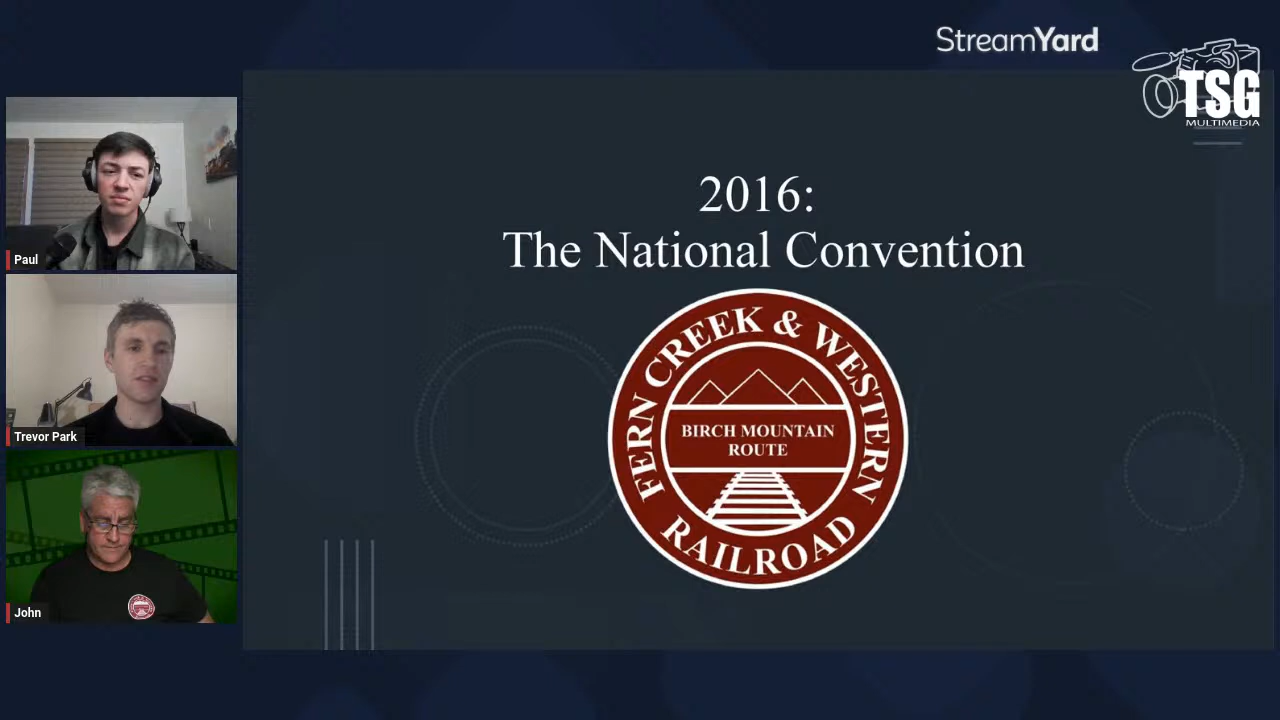 StreamYard
TSG
MULTIMEDIA
Paul
Trevor Park
John
2016:
The National Convention
FERN CREEK & WESTERN
BIRCH MOUNTAIN
ROUTE
RAILROAD